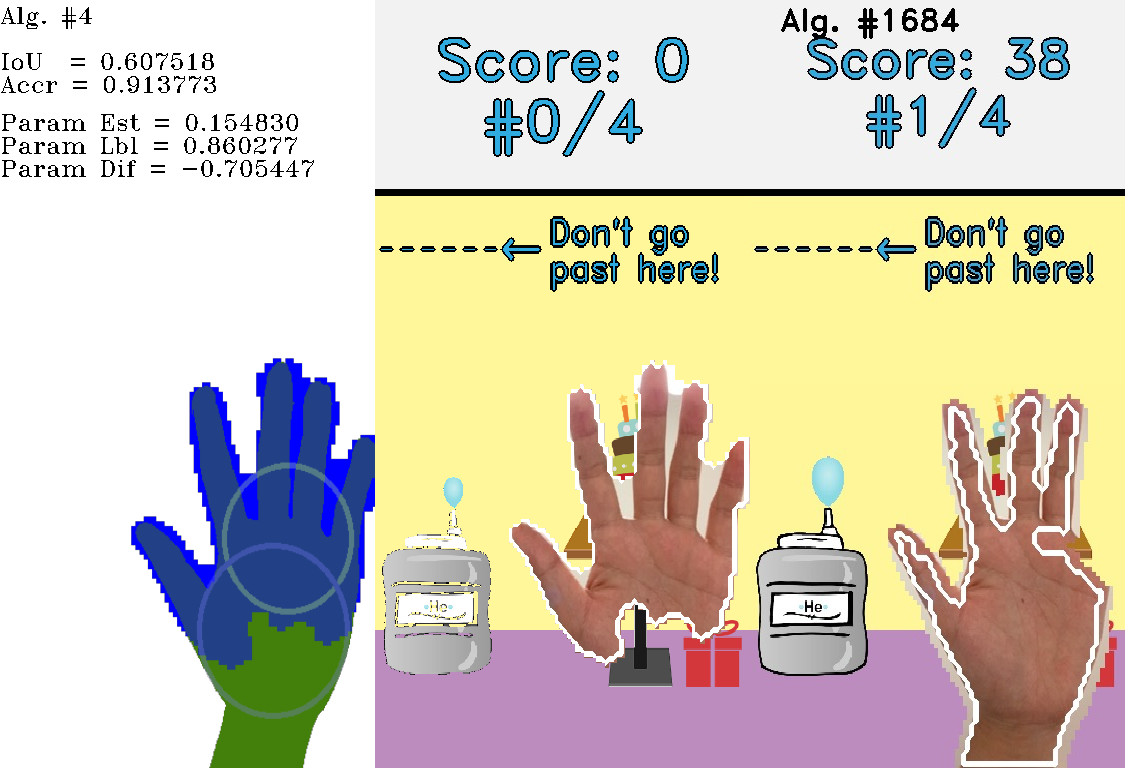 Alg. #4
IoU = 0.607518
Accr = 0.913773
Param Est = 0.154830
Param Lbl = 0.860277
Param Dif = −0.705447
Score: 0
#0/4
Don't go
past here!
He
Alg. #1684
Score: 38
#1/4
Don't go
past here!
He